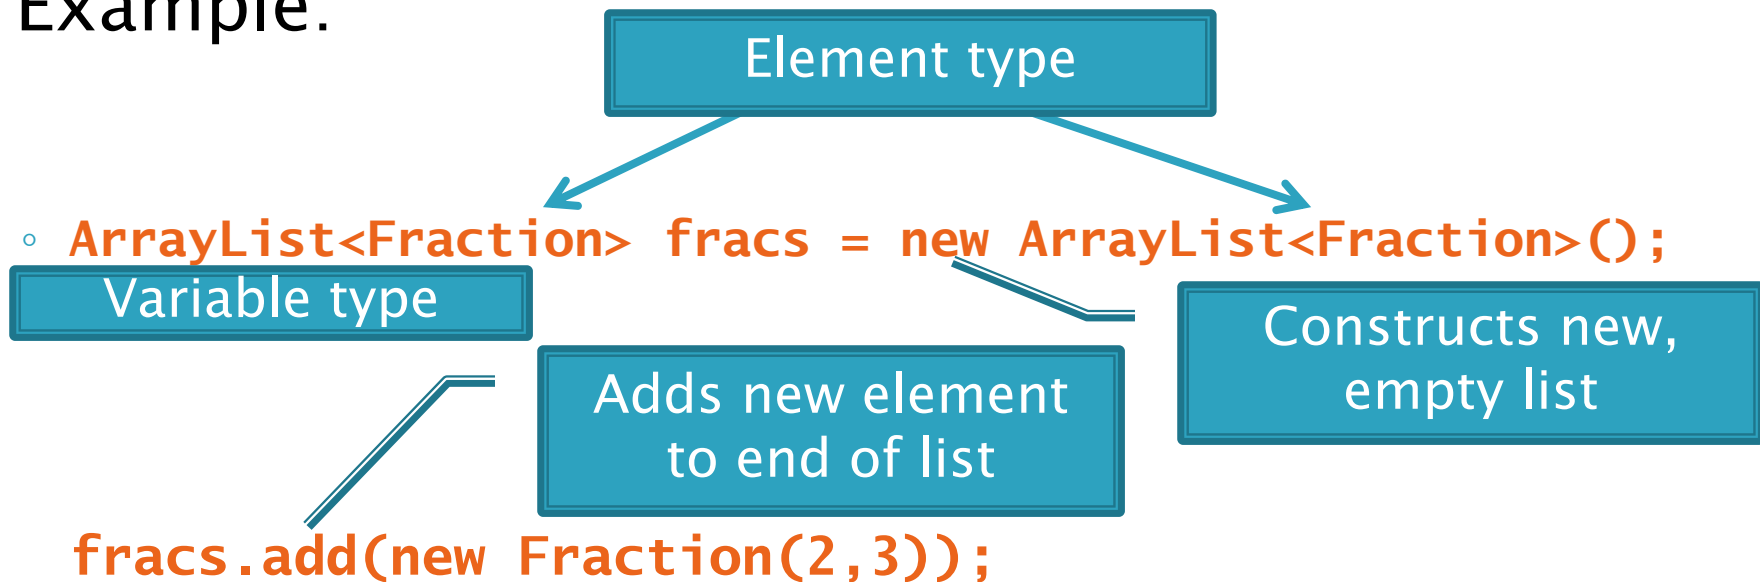 Example:
Element type
◦ ArrayList<Fraction> fracs = new ArrayList<Fraction>();
Variable type
Constructs new,
empty list
Adds new element
to end of list
fracs.add(new Fraction(2,3));